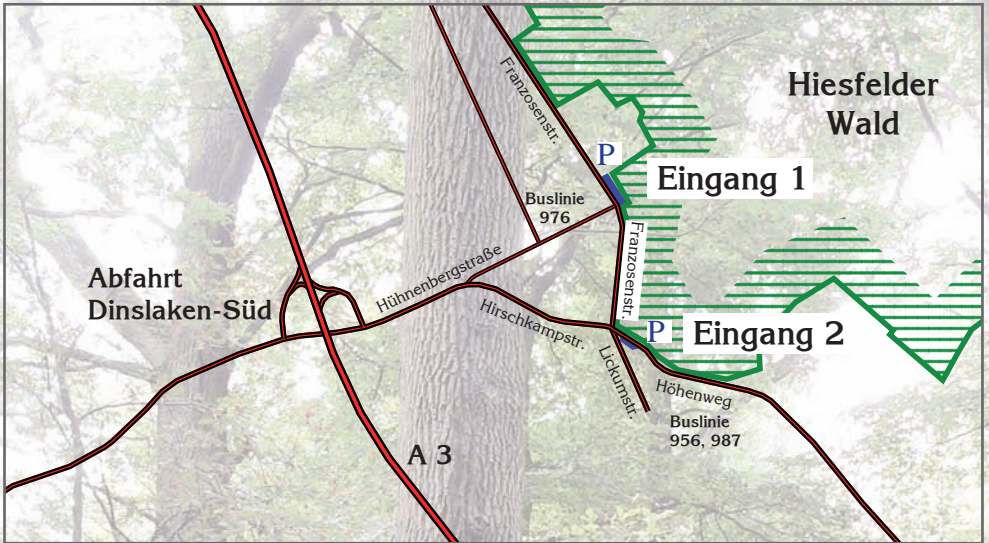 Hiesfelder
Wald
Franzosenstr.
P
Eingang 1
Buslinie
976
Franzosenstr.
Abfahrt
Dinslaken-Süd
Hühnenbergstraße
Hirschkampstr.
P
Eingang 2
Lickumstr.
Höhenweg
Buslinie
956, 987
A 3